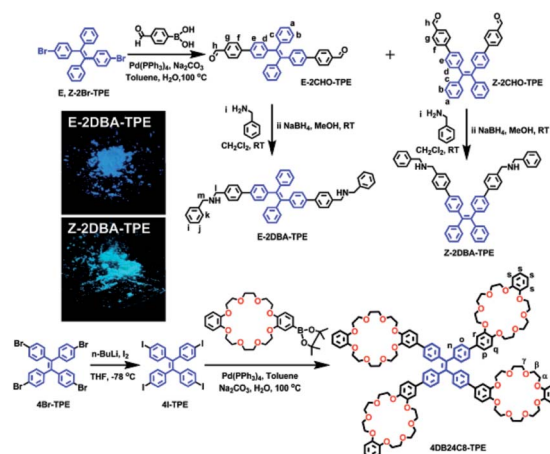 OHC
B
OH
OH
Br
Br
Pd(PPh₃)₄, Na₂CO₃
Toluene, H₂O,100 °C
E, Z-2Br-TPE
h
g
f
e
d
a
b
c
O
O
E-2CHO-TPE
+
h
O
g
f
e
d
c
b
a
O
Z-2CHO-TPE
i
H₂N
CH₂Cl₂, RT
ii NaBH₄, MeOH, RT
i
H₂N
CH₂Cl₂, RT
ii NaBH₄, MeOH, RT
E-2DBA-TPE
Z-2DBA-TPE
m
NH
l
k
i
j
HN
E-2DBA-TPE
NH
HN
Z-2DBA-TPE
Br
Br
Br
Br
4Br-TPE
n-BuLi, I₂
THF, -78 °C
I
I
I
I
4I-TPE
O
O
O
O
O
O
O
O
B
O
O
Pd(PPh₃)₄, Toluene
Na₂CO₃, H₂O, 100 °C
s
s
s
s
r
n
o
p
q
γ
β
α
4DB24C8-TPE